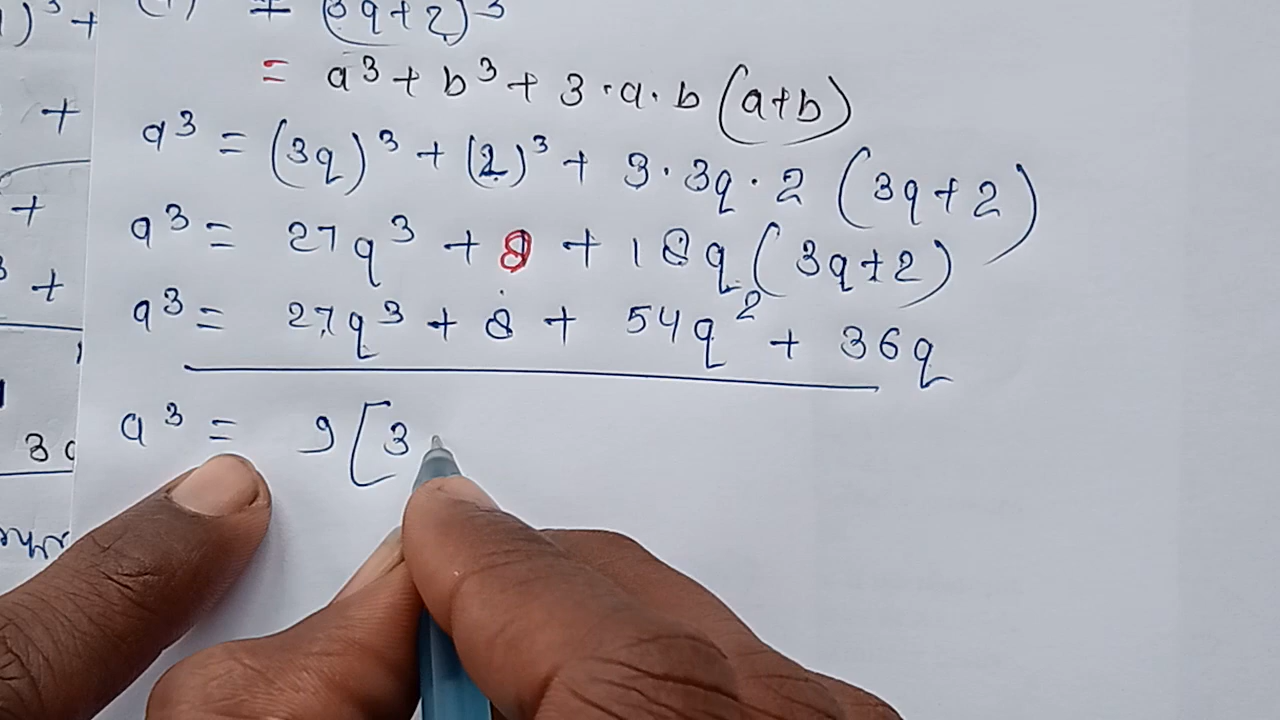 (3q+2)³
= a³ + b³ + 3·a·b (a+b)
a³ = (3q)³ + (2)³ + 3·3q·2 (3q+2)
a³ = 27q³ + 8 + 18q (3q+2)
a³ = 27q³ + 8 + 54q² + 36q
a³ = 9[3